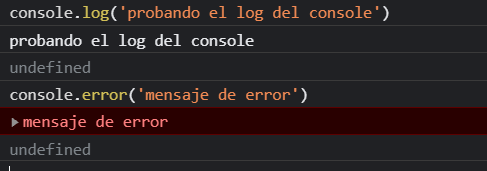 console.log('probando el log del console')
probando el log del console
undefined
console.error('mensaje de error')
mensaje de error
undefined